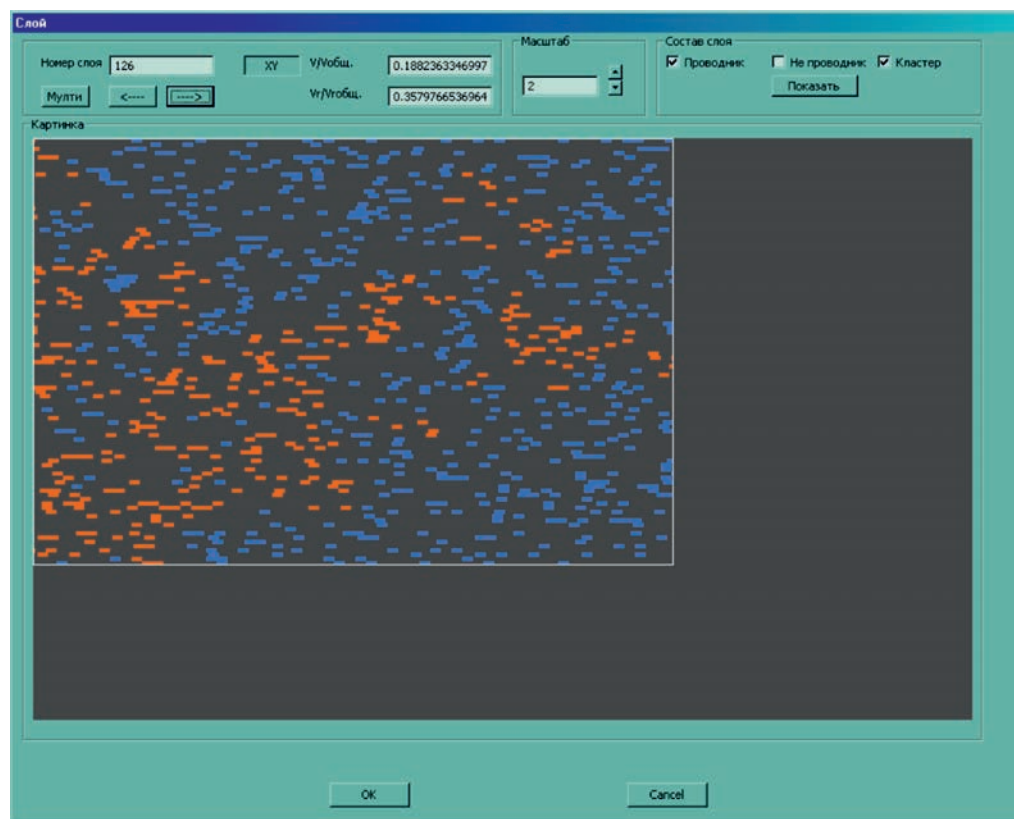 Слой
Номер слоя 126 XY V/Vобщ. 0.1882363346997
Мулти <---- ----> Vr/Vrобщ. 0.3579766536964
Масштаб
2
Состав слоя
Проводник Не проводник Кластер
Показать
Картинка
OK Cancel